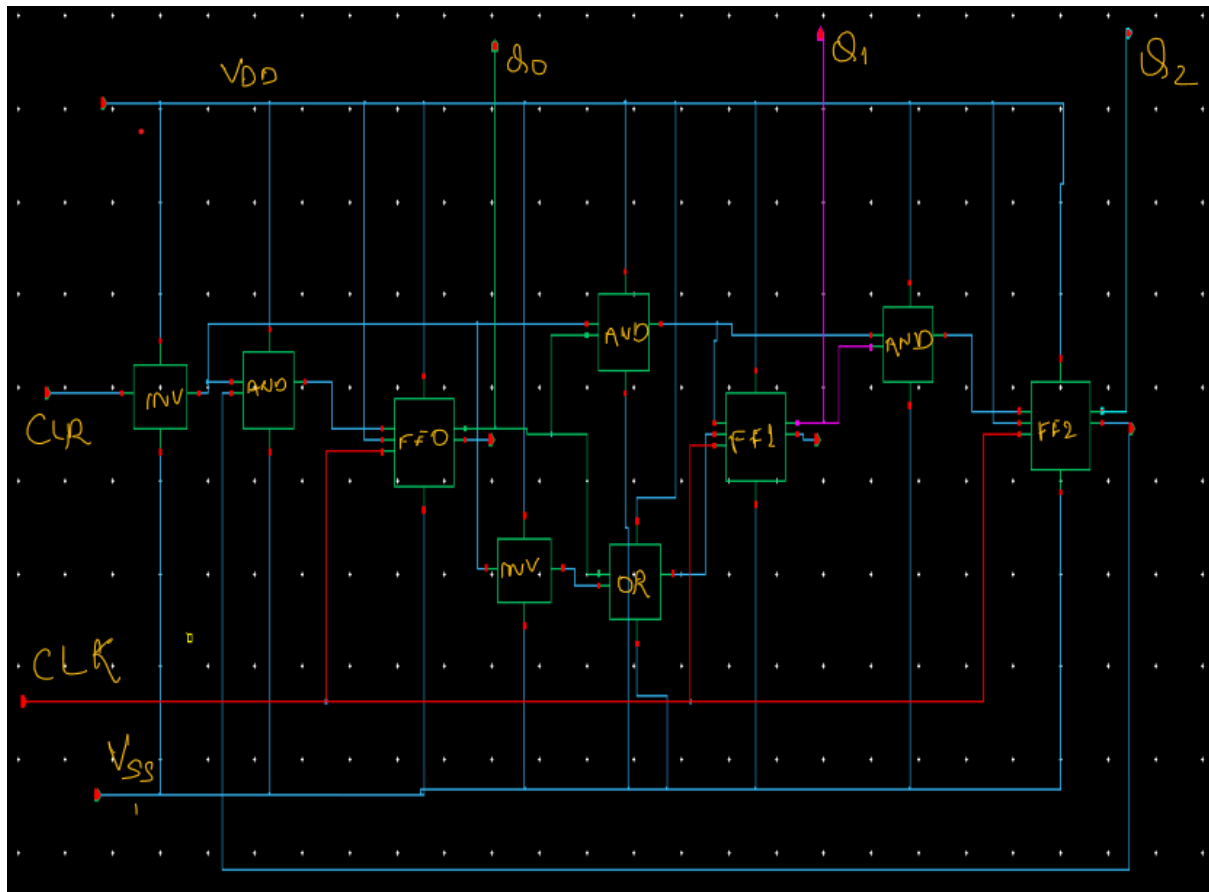 Q0
Q1
VDD
Q2
AND
AND
INV
AND
CLR
FF0
FF1
FF2
INV
OR
CLK
VSS